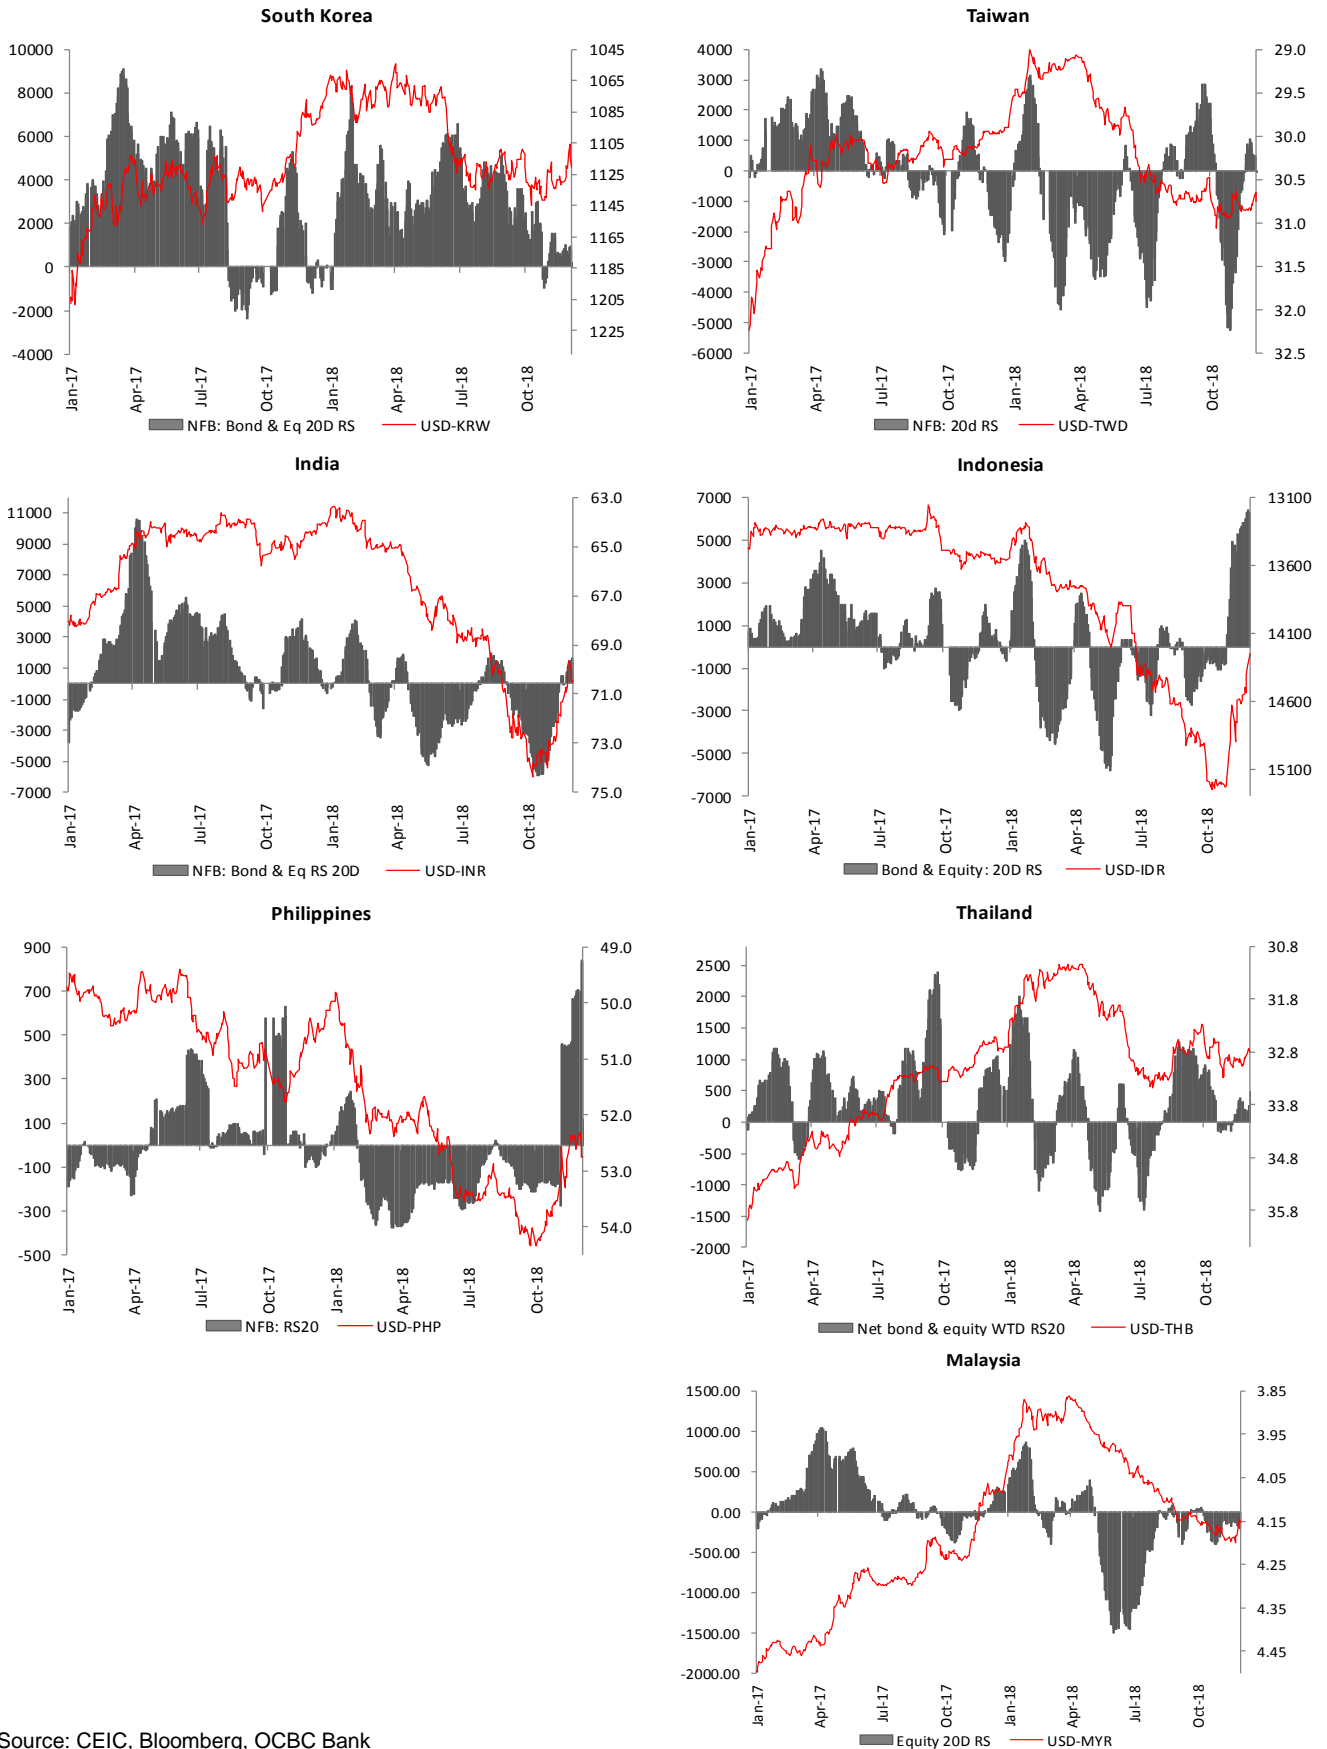 South Korea
10000
8000
6000
4000
2000
0
-2000
-4000
1045
1065
1085
1105
1125
1145
1165
1185
1205
1225
Jan-17
Apr-17
Jul-17
Oct-17
Jan-18
Apr-18
Jul-18
Oct-18
NFB: Bond & Eq 20D RS
USD-KRW
Taiwan
4000
3000
2000
1000
0
-1000
-2000
-3000
-4000
-5000
-6000
29.0
29.5
30.0
30.5
31.0
31.5
32.0
32.5
Jan-17
Apr-17
Jul-17
Oct-17
Jan-18
Apr-18
Jul-18
Oct-18
NFB: 20d RS
USD-TWD
India
11000
9000
7000
5000
3000
1000
-1000
-3000
-5000
-7000
63.0
65.0
67.0
69.0
71.0
73.0
75.0
Jan-17
Apr-17
Jul-17
Oct-17
Jan-18
Apr-18
Jul-18
Oct-18
NFB: Bond & Eq RS 20D
USD-INR
Indonesia
7000
5000
3000
1000
-1000
-3000
-5000
-7000
13100
13600
14100
14600
15100
Jan-17
Apr-17
Jul-17
Oct-17
Jan-18
Apr-18
Jul-18
Oct-18
Bond & Equity: 20D RS
USD-IDR
Philippines
900
700
500
300
100
-100
-300
-500
49.0
50.0
51.0
52.0
53.0
54.0
Jan-17
Apr-17
Jul-17
Oct-17
Jan-18
Apr-18
Jul-18
Oct-18
NFB: RS20
USD-PHP
Thailand
2500
2000
1500
1000
500
0
-500
-1000
-1500
-2000
30.8
31.8
32.8
33.8
34.8
35.8
Jan-17
Apr-17
Jul-17
Oct-17
Jan-18
Apr-18
Jul-18
Oct-18
Net bond & equity WTD RS20
USD-THB
Malaysia
1500.00
1000.00
500.00
0.00
-500.00
-1000.00
-1500.00
-2000.00
3.85
3.95
4.05
4.15
4.25
4.35
4.45
Jan-17
Apr-17
Jul-17
Oct-17
Jan-18
Apr-18
Jul-18
Oct-18
Equity 20D RS
USD-MYR
Source: CEIC, Bloomberg, OCBC Bank